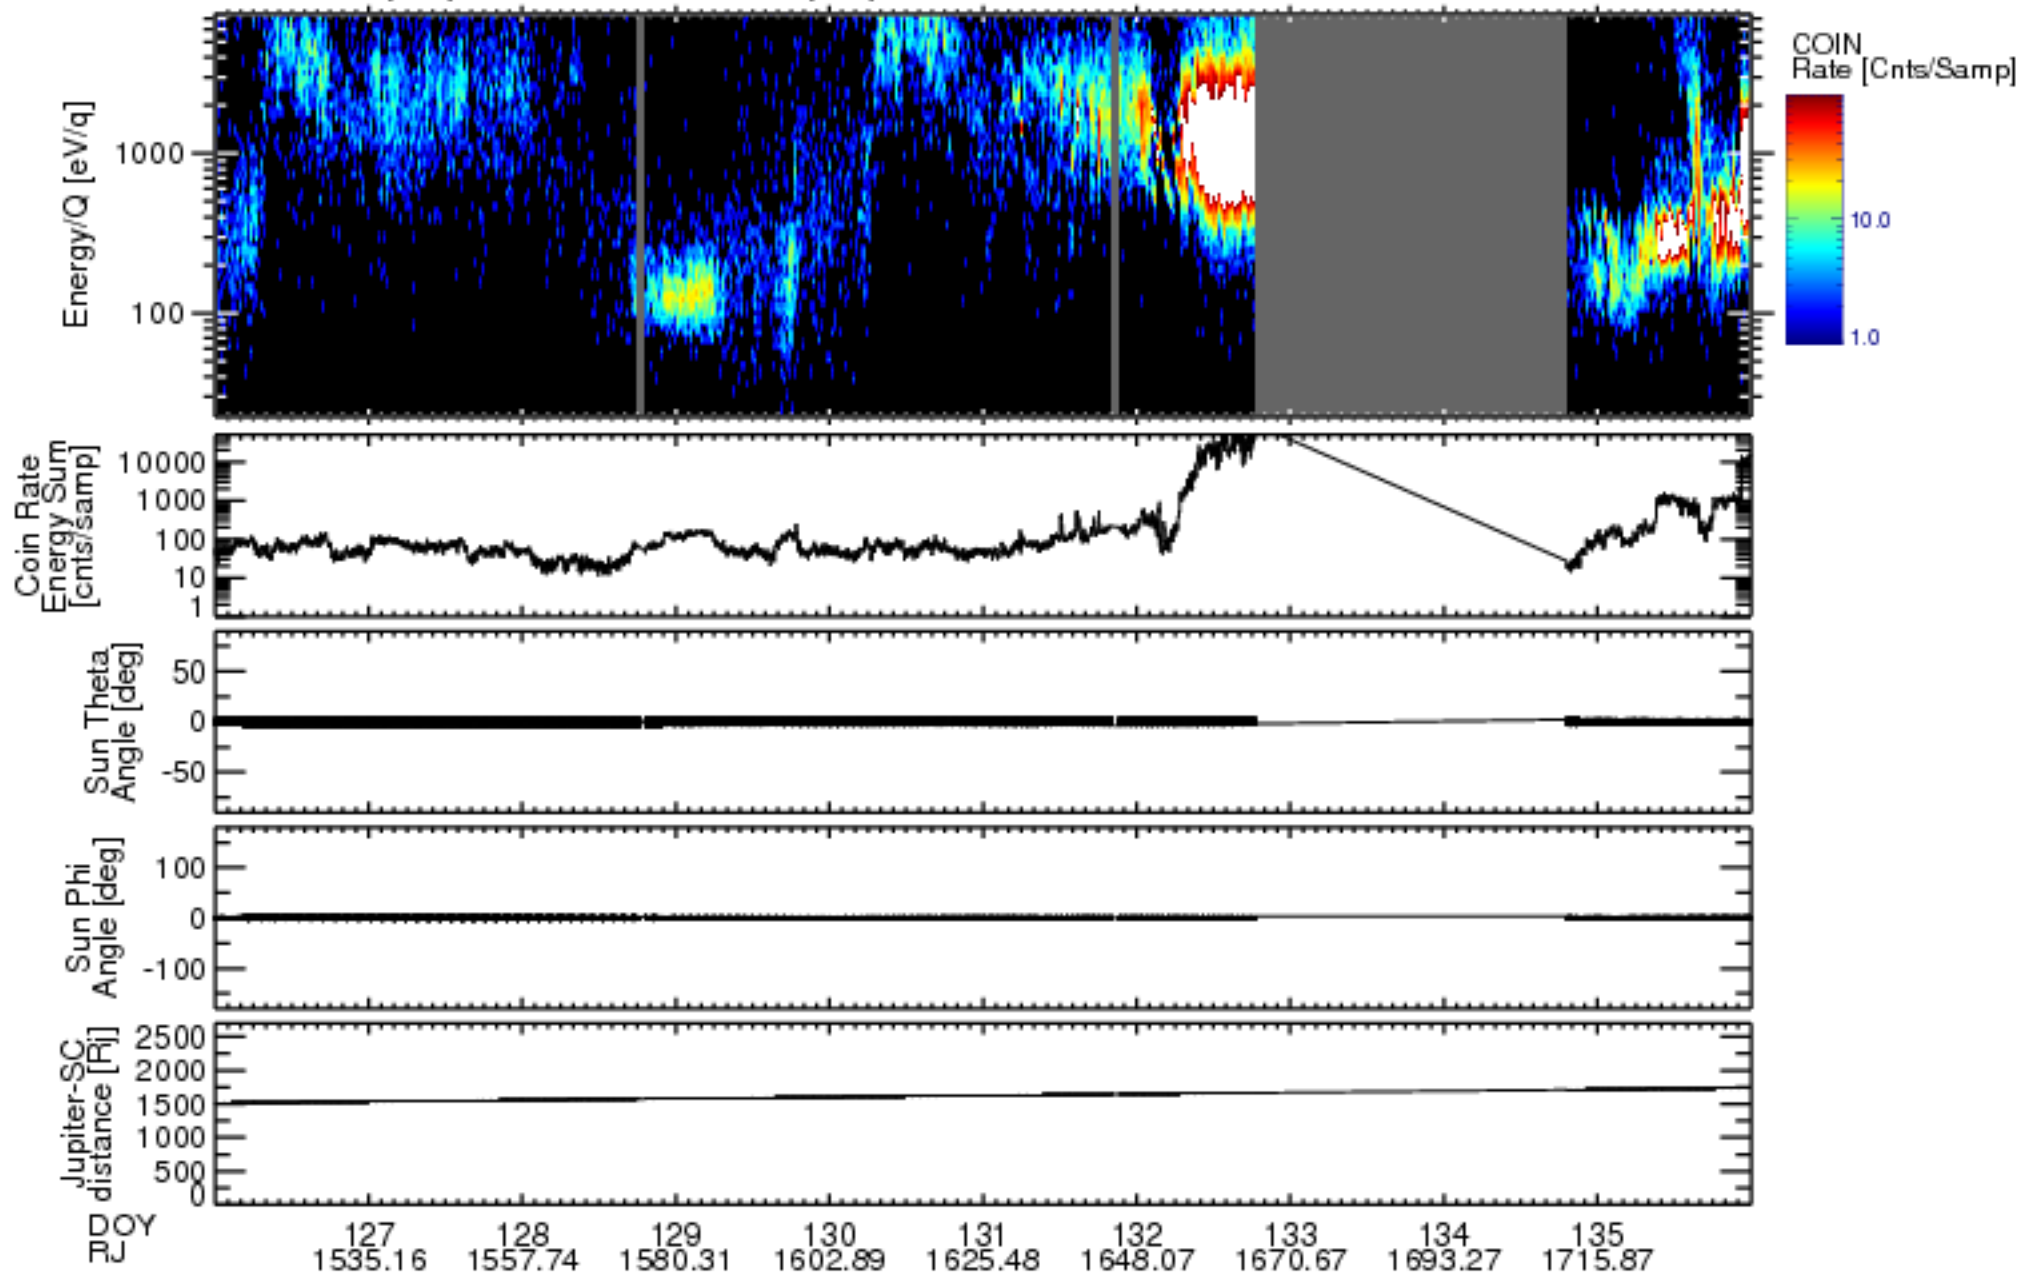 COIN
Rate [Cnts/Samp]
Energy/Q [eV/q]
1000
100
10.0
1.0
Coin Rate
Energy Sum
[cnts/samp]
10000
1000
100
10
1
Sun Theta
Angle [deg]
50
0
-50
Sun Phi
Angle [deg]
100
0
-100
Jupiter-SC
distance [Rj]
2500
2000
1500
1000
500
0
DOY 127 128 129 130 131 132 133 134 135
RJ 1535.16 1557.74 1580.31 1602.89 1625.48 1648.07 1670.67 1693.27 1715.87